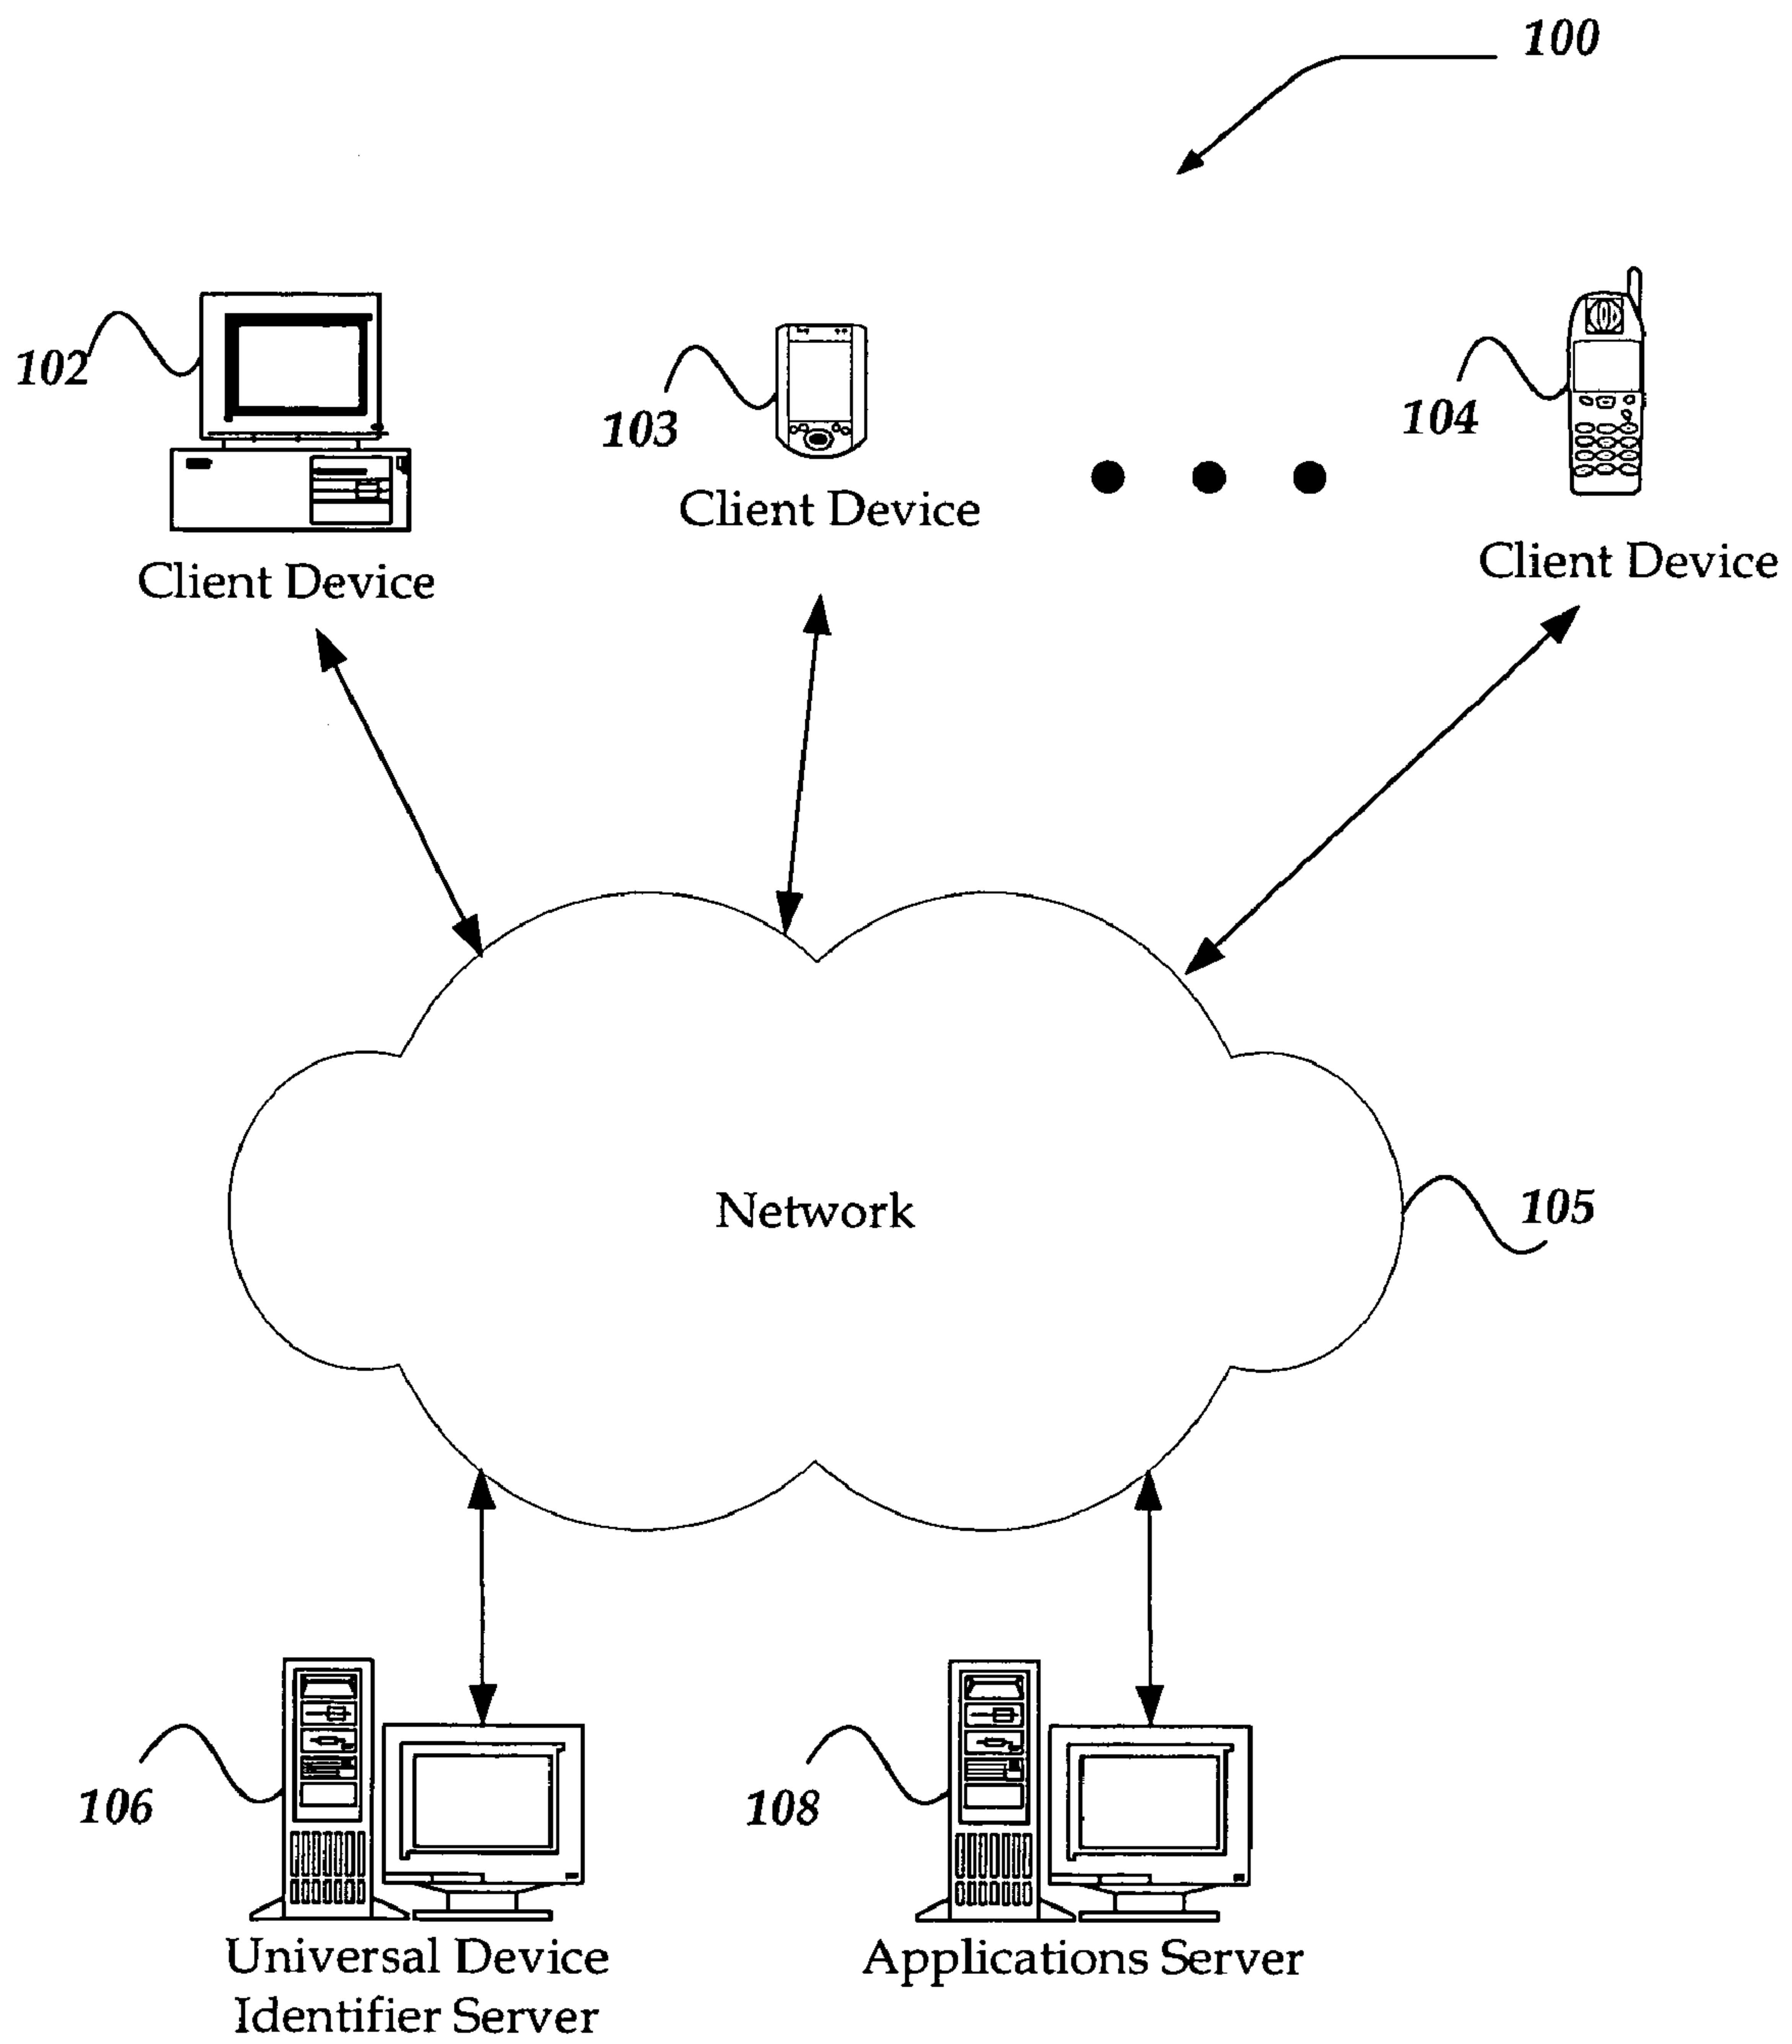 100
102
103
104
Client Device
Client Device
Client Device
Network
105
106
108
Universal Device
Identifier Server
Applications Server